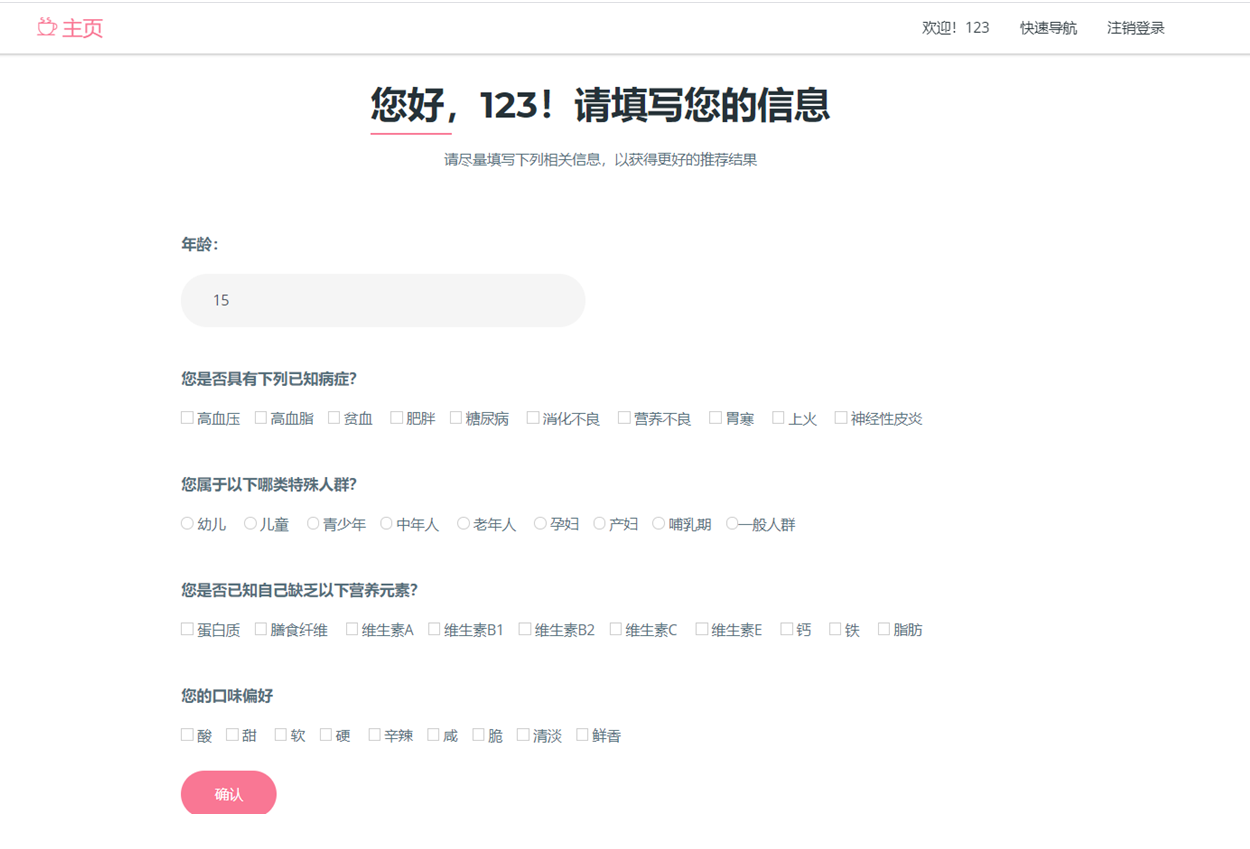 主页 欢迎！123 快速导航 注销登录
您好，123！请填写您的信息
请尽量填写下列相关信息，以获得更好的推荐结果
年龄：
15
您是否具有下列已知病症？
高血压 高血脂 贫血 肥胖 糖尿病 消化不良 营养不良 胃寒 上火 神经性皮炎
您属于以下哪类特殊人群？
幼儿 儿童 青少年 中年人 老年人 孕妇 产妇 哺乳期 一般人群
您是否已知自己缺乏以下营养元素？
蛋白质 膳食纤维 维生素A 维生素B1 维生素B2 维生素C 维生素E 钙 铁 脂肪
您的口味偏好
酸 甜 软 硬 辛辣 咸 脆 清淡 鲜香
确认